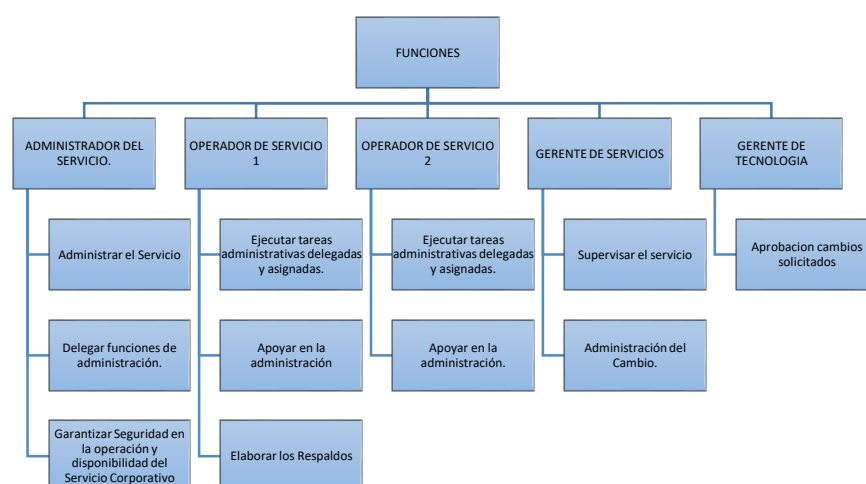 FUNCIONES
ADMINISTRADOR DEL
SERVICIO.
OPERADOR DE SERVICIO
1
OPERADOR DE SERVICIO
2
GERENTE DE SERVICIOS
GERENTE DE
TECNOLOGIA
Administrar el Servicio
Ejecutar tareas
administrativas delegadas
y asignadas.
Ejecutar tareas
administrativas delegadas
y asignadas.
Supervisar el servicio
Aprobacion cambios
solicitados
Delegar funciones de
administración.
Apoyar en la
administración
Apoyar en la
administración.
Administración del
Cambio.
Garantizar Seguridad en
la operación y
disponibilidad del
Servicio Corporativo
Elaborar los Respaldos